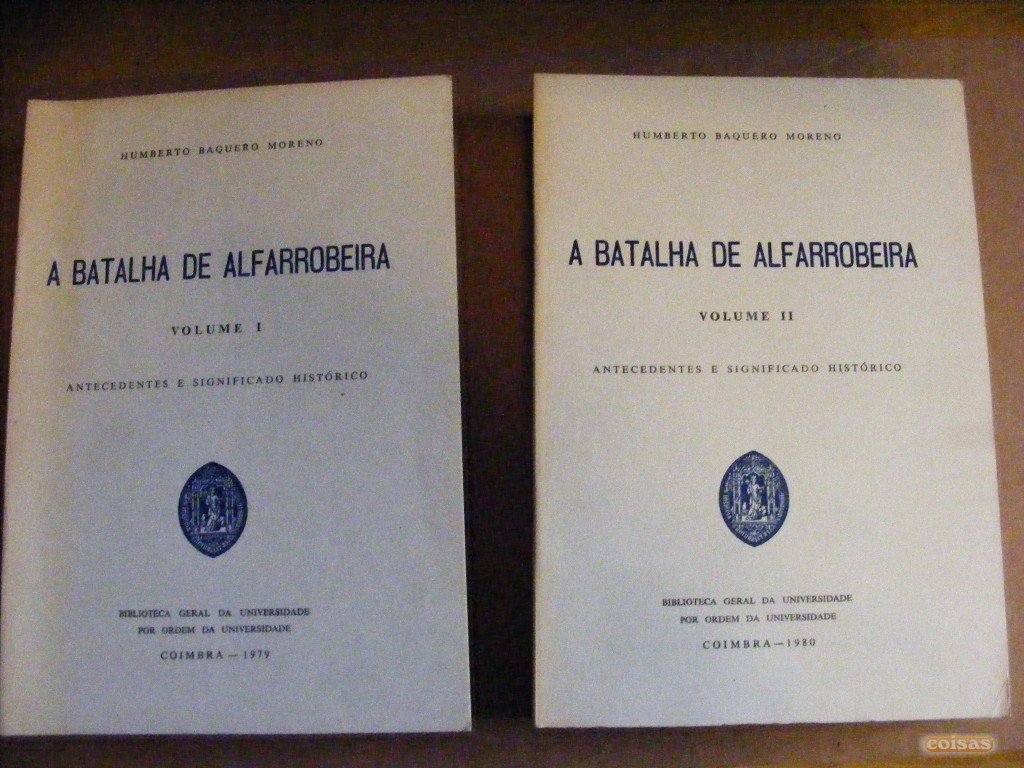 HUMBERTO BAQUERO MORENO
A BATALHA DE ALFARROBEIRA
VOLUME I
ANTECEDENTES E SIGNIFICADO HISTÓRICO
BIBLIOTECA GERAL DA UNIVERSIDADE
POR ORDEM DA UNIVERSIDADE
COIMBRA — 1979
HUMBERTO BAQUERO MORENO
A BATALHA DE ALFARROBEIRA
VOLUME II
ANTECEDENTES E SIGNIFICADO HISTÓRICO
BIBLIOTECA GERAL DA UNIVERSIDADE
POR ORDEM DA UNIVERSIDADE
COIMBRA — 1980
coisas